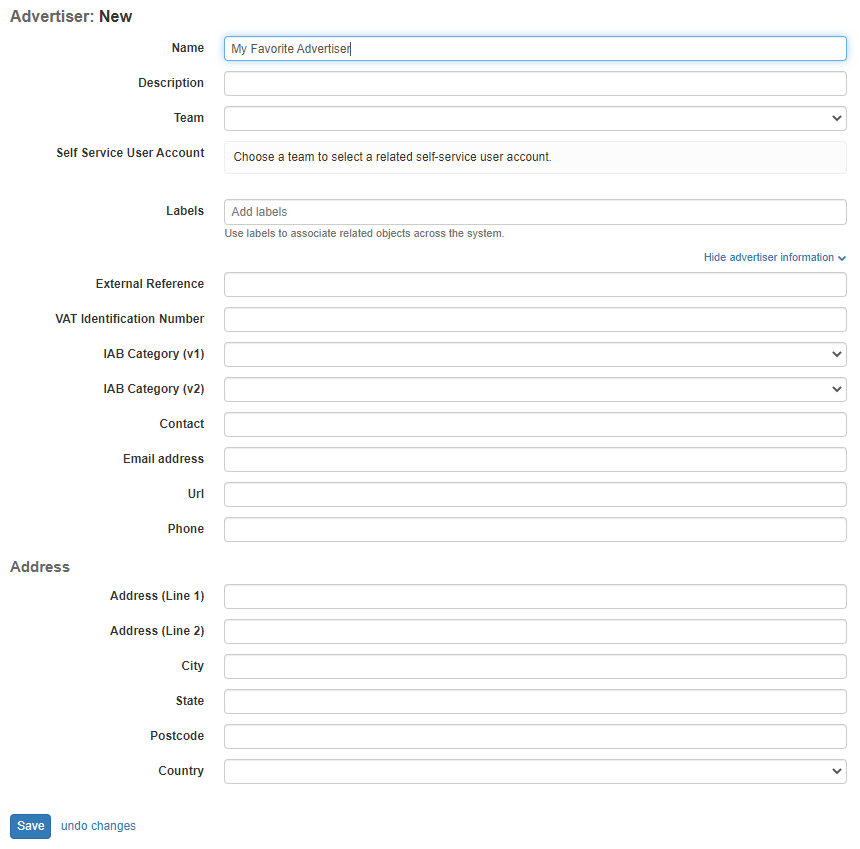 Advertiser: New
Name My Favorite Advertiser
Description
Team
Self Service User Account Choose a team to select a related self-service user account.
Labels Add labels
Use labels to associate related objects across the system.
Hide advertiser information
External Reference
VAT Identification Number
IAB Category (v1)
IAB Category (v2)
Contact
Email address
Url
Phone
Address
Address (Line 1)
Address (Line 2)
City
State
Postcode
Country
Save undo changes